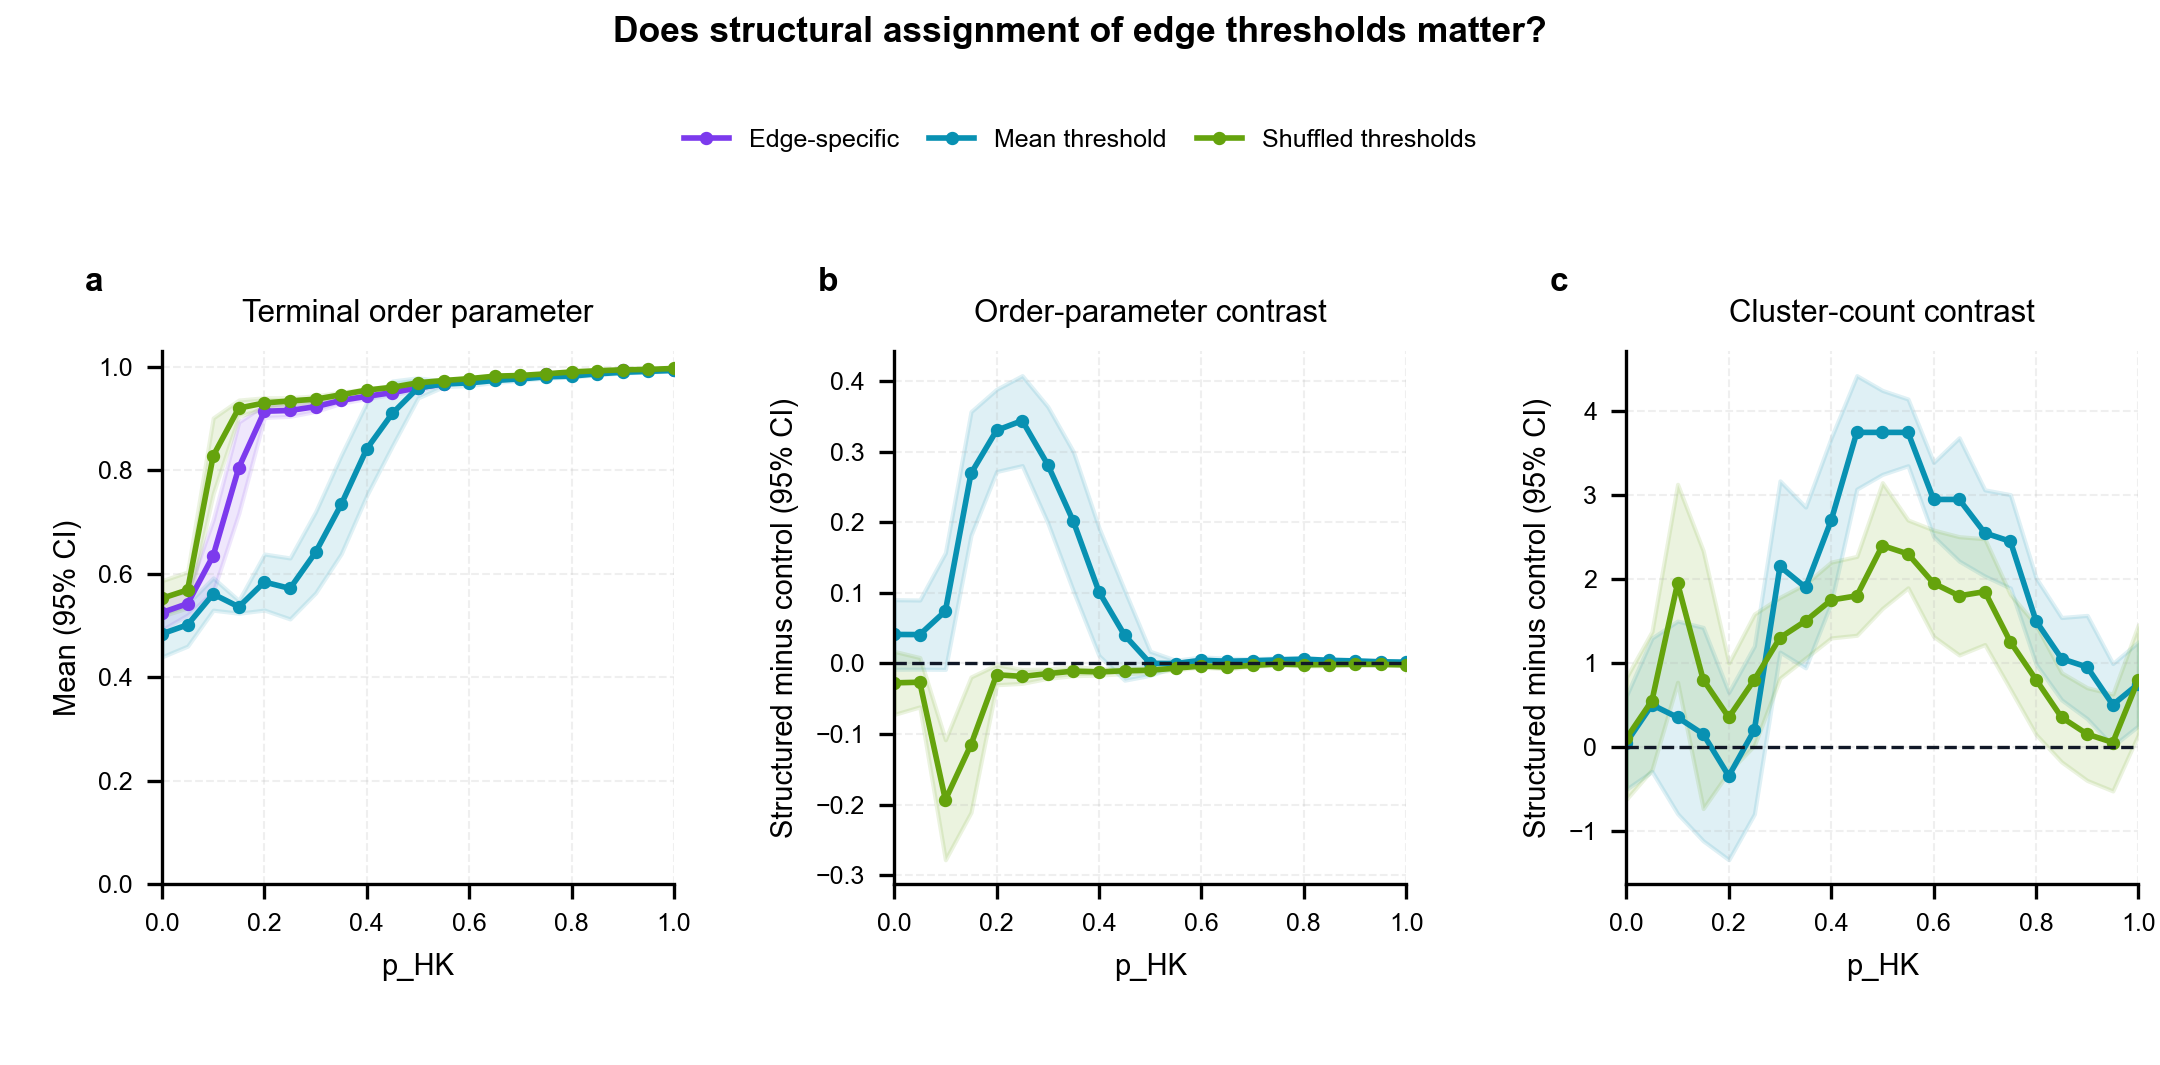 Does structural assignment of edge thresholds matter?
Edge-specific
Mean threshold
Shuffled thresholds
a
Terminal order parameter
Mean (95% CI)
1.0
0.8
0.6
0.4
0.2
0.0
0.0 0.2 0.4 0.6 0.8 1.0
p_HK
b
Order-parameter contrast
Structured minus control (95% CI)
0.4
0.3
0.2
0.1
0.0
−0.1
−0.2
−0.3
0.0 0.2 0.4 0.6 0.8 1.0
p_HK
c
Cluster-count contrast
Structured minus control (95% CI)
4
3
2
1
0
−1
0.0 0.2 0.4 0.6 0.8 1.0
p_HK